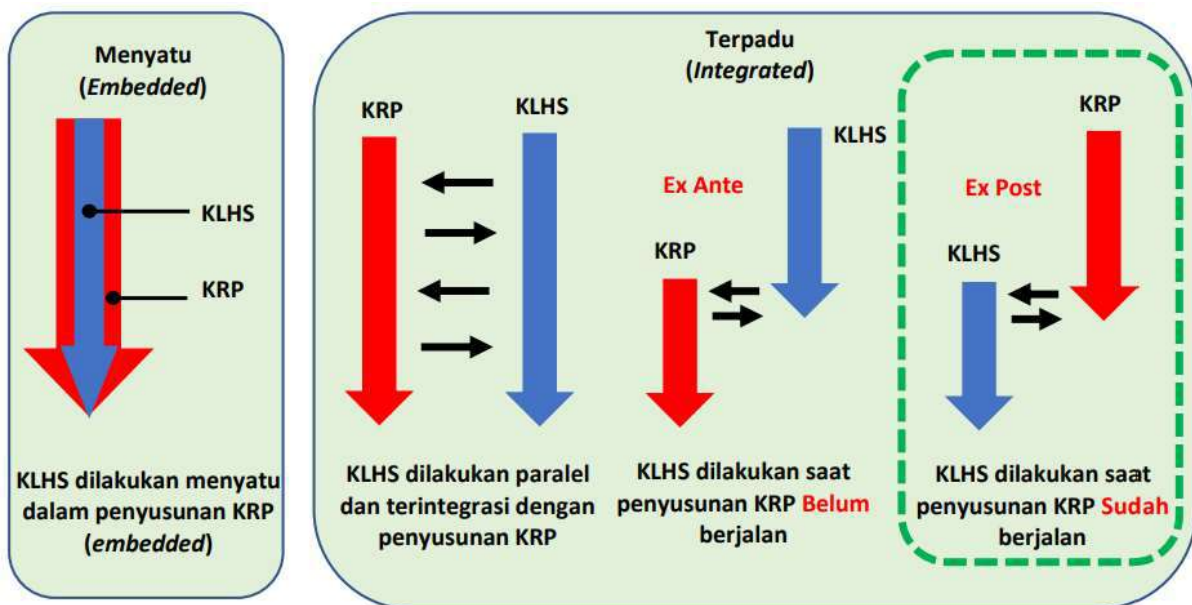 Menyatu
(Embedded)
KLHS
KRP
KLHS dilakukan menyatu
dalam penyusunan KRP
(embedded)
Terpadu
(Integrated)
KRP
KLHS
KLHS dilakukan paralel
dan terintegrasi dengan
penyusunan KRP
KLHS
Ex Ante
KRP
KLHS dilakukan saat
penyusunan KRP Belum
berjalan
KRP
Ex Post
KLHS
KLHS dilakukan saat
penyusunan KRP Sudah
berjalan